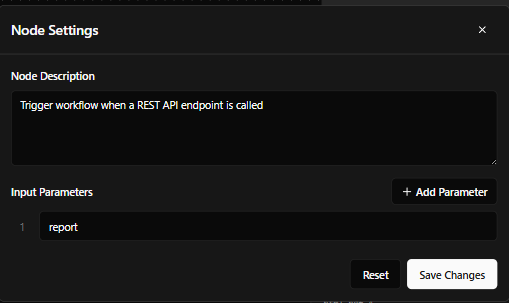 Node Settings
Node Description
Trigger workflow when a REST API endpoint is called
Input Parameters
+ Add Parameter
1
report
Reset
Save Changes